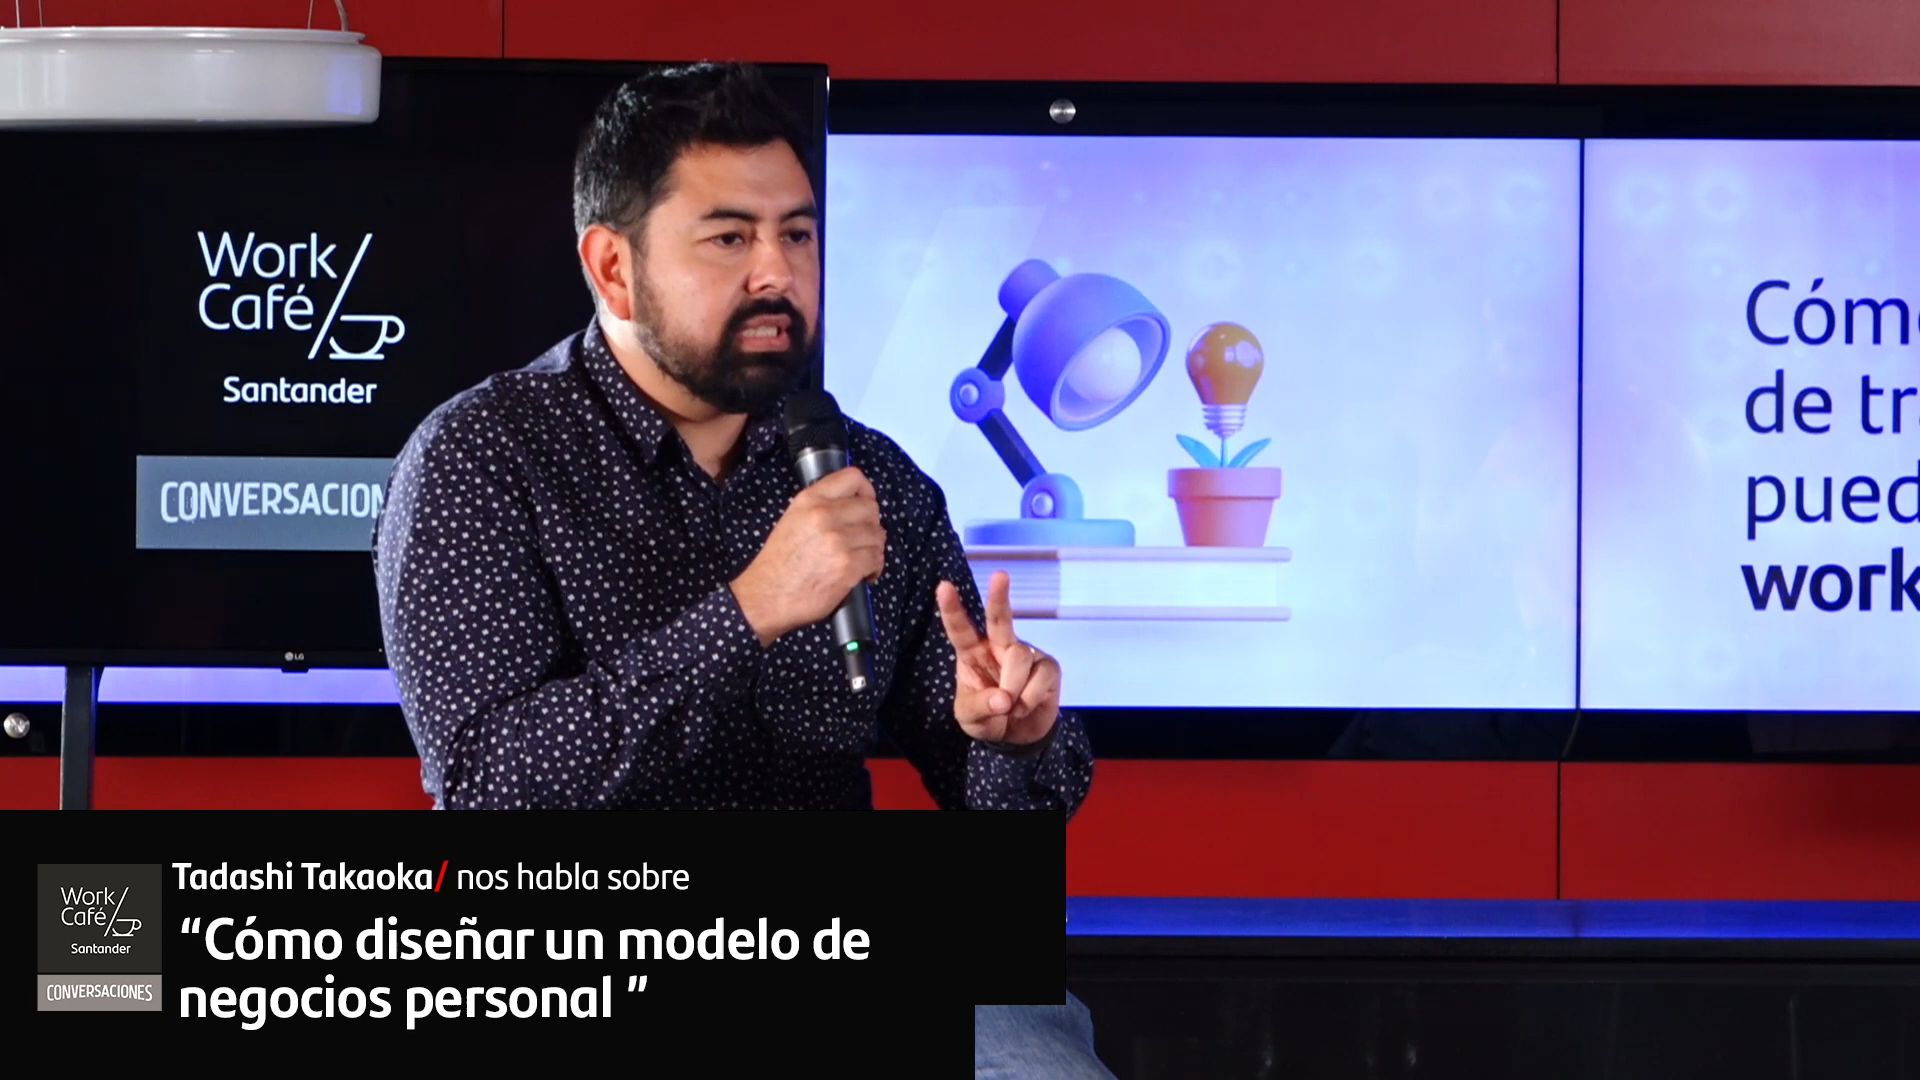 Work
Café
Santander
CONVERSACION
LG
Cóm
de tr
pued
work
Work
Café
Santander
CONVERSACIONES
Tadashi Takaoka/ nos habla sobre
“Cómo diseñar un modelo de
negocios personal ”